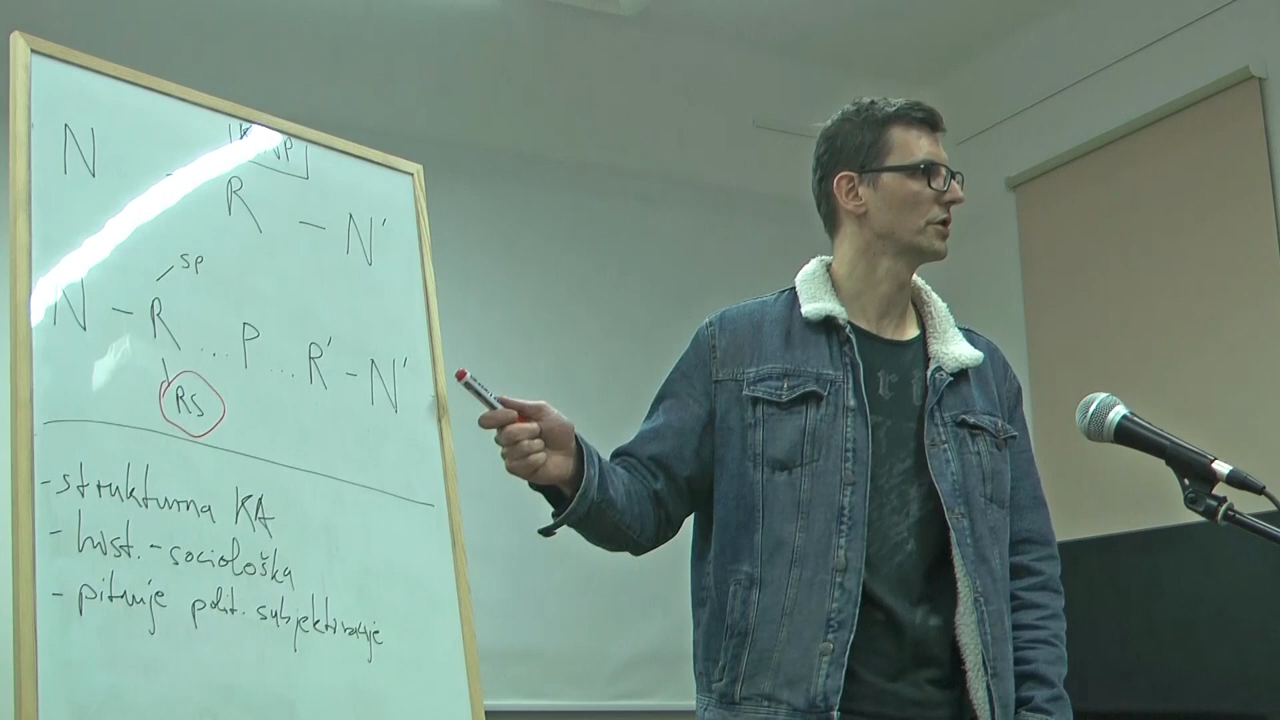 N
R - N'
SP
N - R ... P ... R' - N'
RS
- strukturna KA
- hist. - sociološka
- pitanje polit. subjektivacije